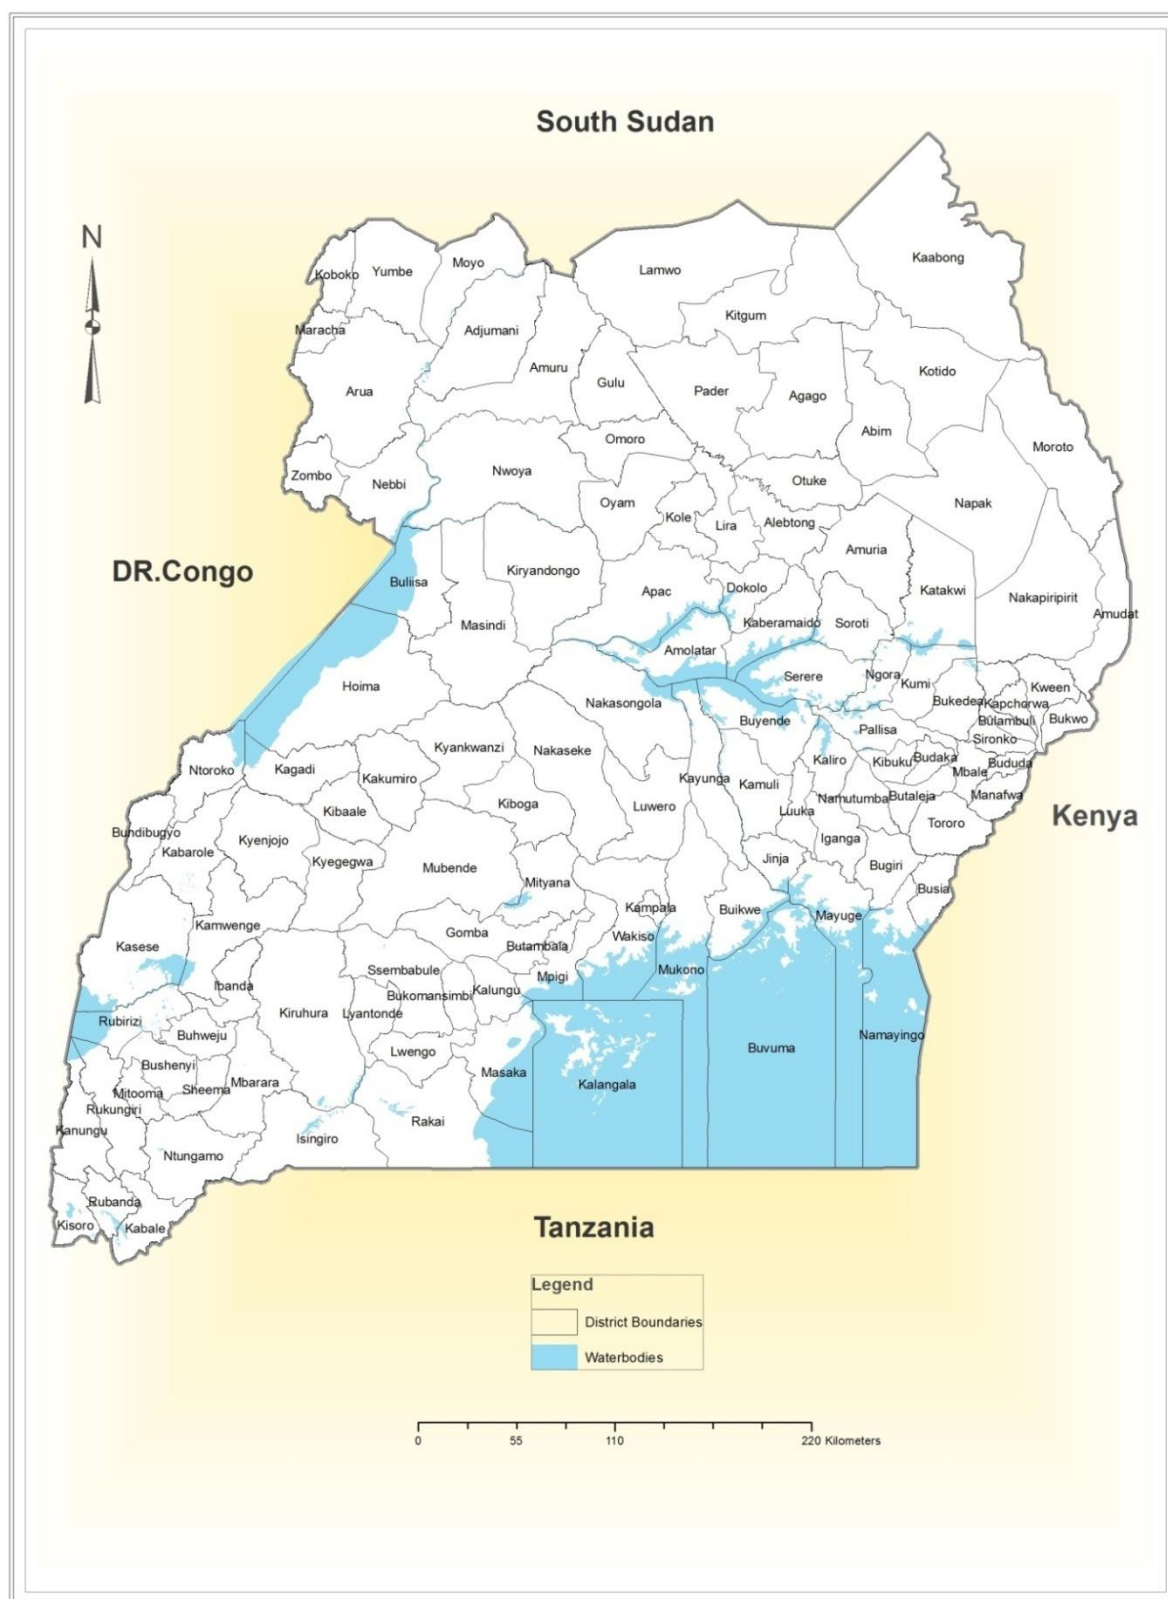 South Sudan
N
Kaabong
Moyo
Koboko
Yumbe
Lamwo
Kitgum
Maracha
Adjumani
Amuru
Kotido
Gulu
Arua
Pader
Agago
Abim
Omoro
Moroto
Zombo
Nebbi
Nwoya
Otuke
Oyam
Napak
Kole
Lira
Alebtong
Amuria
DR.Congo
Buliisa
Kiryandongo
Apac
Dokolo
Katakwi
Nakapiripirit
Amudat
Masindi
Kaberamaido
Soroti
Amolatar
Hoima
Serere
Ngora
Kumi
Kween
Nakasongola
Bukedea
Kapchorwa
Buyende
Bulambuli
Bukwo
Pallisa
Sironko
Kyankwanzi
Nakaseke
Ntoroko
Kagadi
Kakumiro
Kaliro
Kibuku
Budaka
Bududa
Mbale
Kayunga
Kamuli
Kibaale
Kiboga
Luwero
Luuka
Namutumba
Butaleja
Manafwa
Kenya
Bundibugyo
Kabarole
Kyenjojo
Tororo
Iganga
Kyegegwa
Mubende
Jinja
Bugiri
Mityana
Busia
Kamwenge
Kampala
Buikwe
Mayuge
Kasese
Gomba
Wakiso
Butambala
Ssembabule
Mpigi
Mukono
Ibanda
Kalungu
Bukomansimbi
Kiruhura
Lyantonde
Rubirizi
Buhweju
Namayingo
Lwengo
Buvuma
Bushenyi
Masaka
Mitooma
Sheema
Mbarara
Kalangala
Rukungiri
Rakai
Kanungu
Isingiro
Ntungamo
Rubanda
Kisoro
Kabale
Tanzania
Legend
District Boundaries
Waterbodies
0 55 110 220 Kilometers